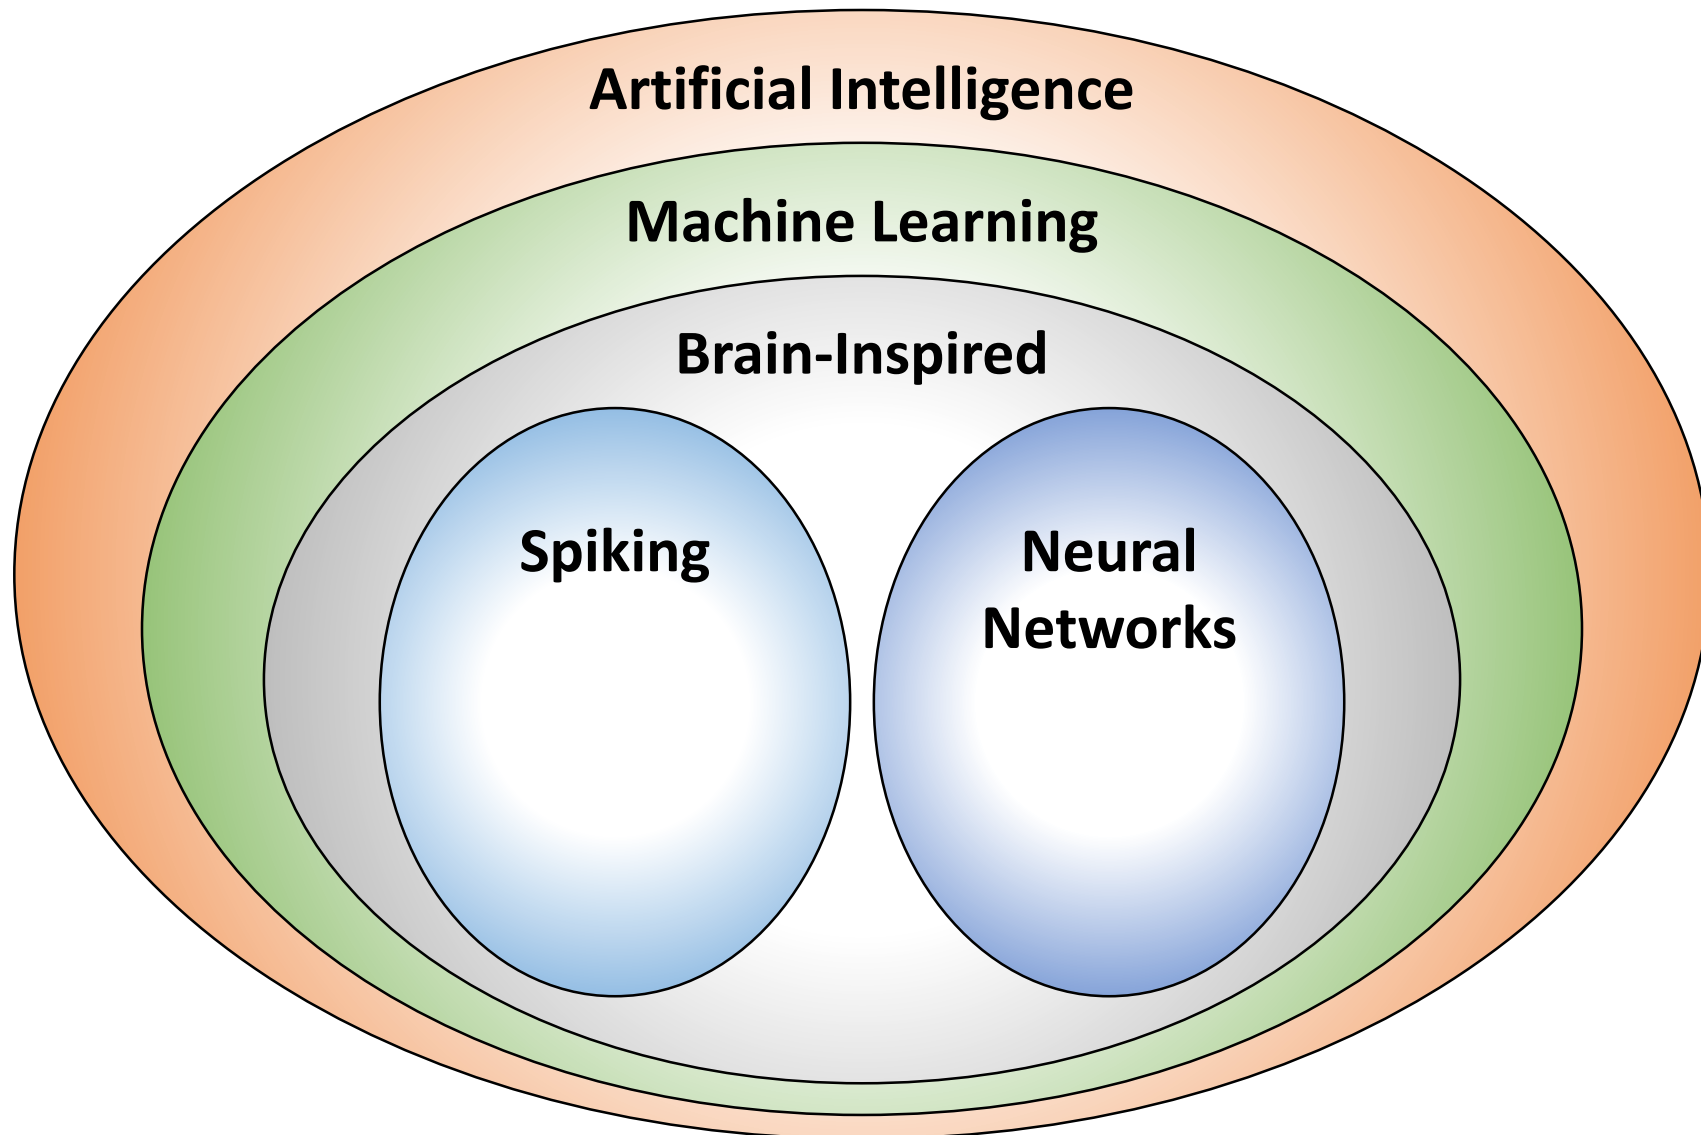 Artificial Intelligence
Machine Learning
Brain-Inspired
Spiking
Neural
Networks